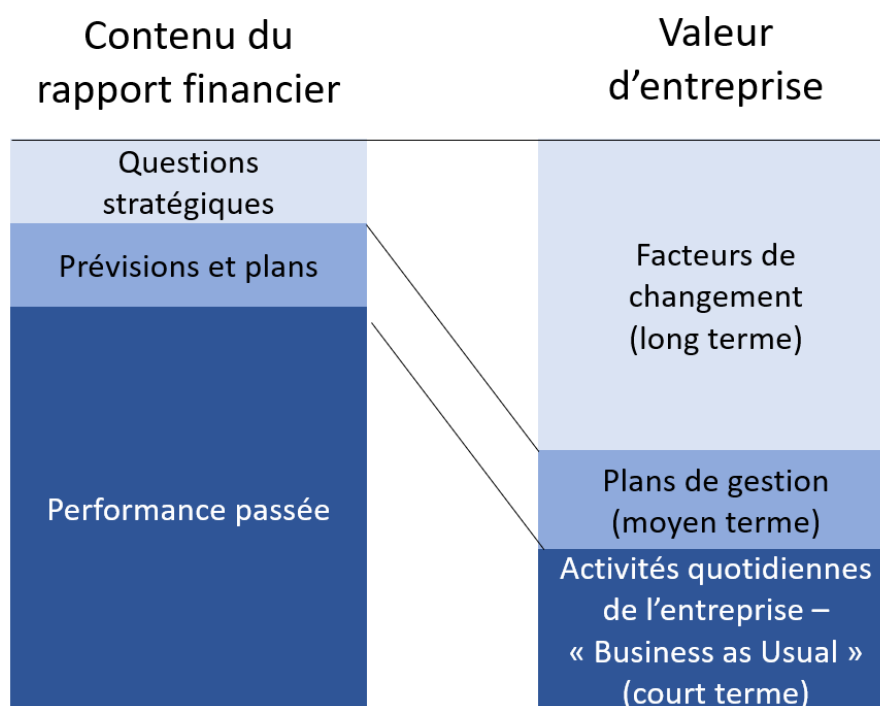 Contenu du
rapport financier
Valeur
d’entreprise
Questions
stratégiques
Prévisions et plans
Performance passée
Facteurs de
changement
(long terme)
Plans de gestion
(moyen terme)
Activités quotidiennes
de l’entreprise –
« Business as Usual »
(court terme)